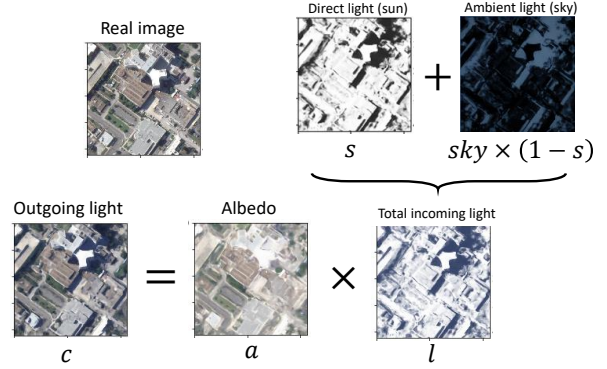 Real image
Direct light (sun)
Ambient light (sky)
+
s
sky × (1 − s)
Outgoing light
Albedo
Total incoming light
=
×
c
a
l